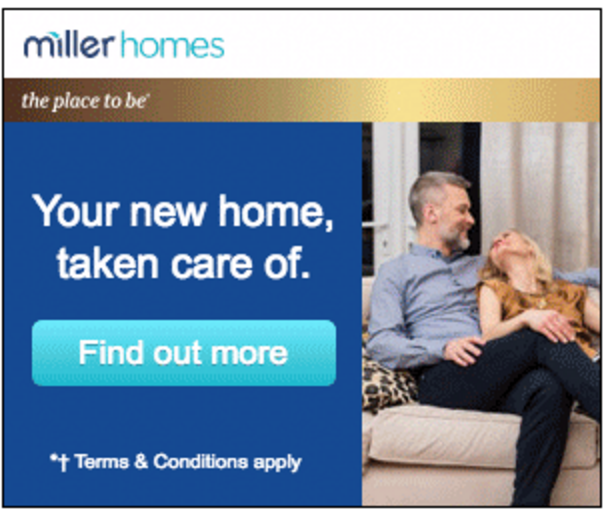 miller homes
the place to be*
Your new home,
taken care of.
Find out more
*† Terms & Conditions apply